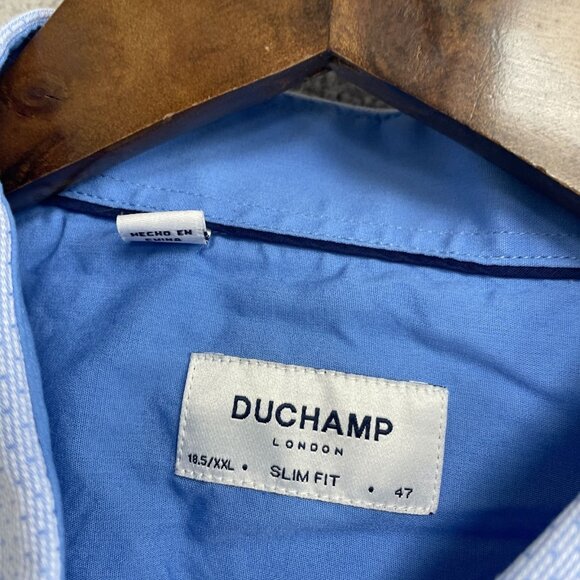 HECHO EN
CHINA
DUCHAMP
LONDON
18.5/XXL • SLIM FIT • 47